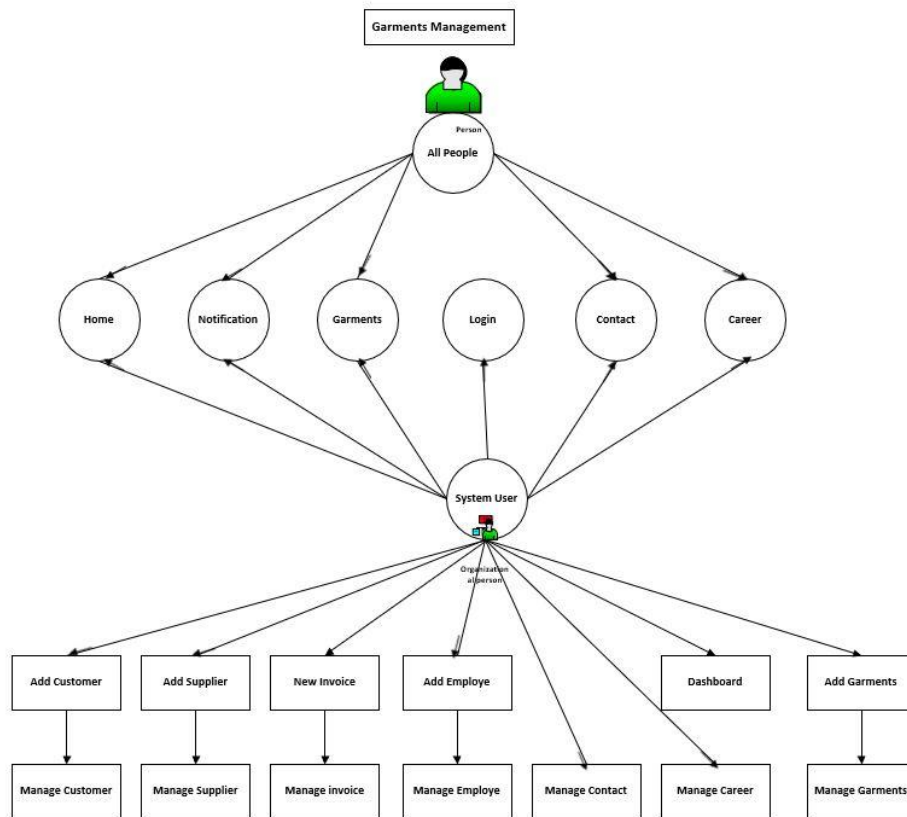 Garments Management
Person
All People
Home
Notification
Garments
Login
Contact
Career
System User
Organization
al person
Add Customer
Add Supplier
New Invoice
Add Employe
Dashboard
Add Garments
Manage Customer
Manage Supplier
Manage invoice
Manage Employe
Manage Contact
Manage Career
Manage Garments